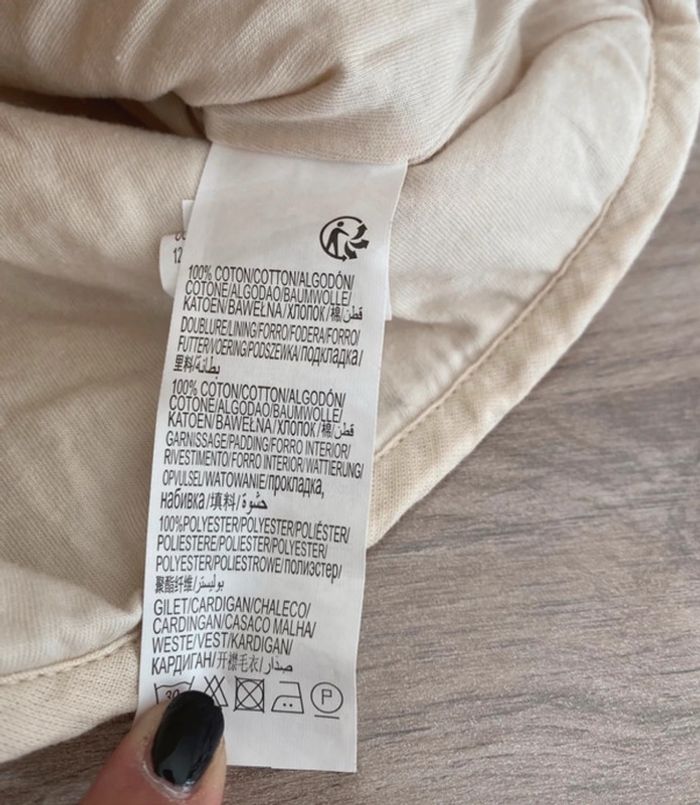 12
100% COTON/COTTON/ALGODÓN/
COTONE/ALGODAO/BAUMWOLLE/
KATOEN/BAWEŁNA/ХЛОПОК/棉/قطن/
DOUBLURE/LINING/FORRO/FODERA/FORRO/
FUTTER/VOERING/PODSZEWKA/подкладка/
里料/بطانة/
100% COTON/COTTON/ALGODÓN/
COTONE/ALGODAO/BAUMWOLLE/
KATOEN/BAWEŁNA/ХЛОПОК/棉/قطن/
GARNISSAGE/PADDING/FORRO INTERIOR/
RIVESTIMENTO/FORRO INTERIOR/WATTIERUNG/
OPVULSEL/WATOWANIE/прокладка,
набивка/填料/حشوة/
100%POLYESTER/POLYESTER/POLIÉSTER/
POLIESTERE/POLIESTER/POLYESTER/
POLYESTER/POLIESTROWE/полиэстер/
聚酯纤维/بوليستر/
GILET/CARDIGAN/CHALECO/
CARDINGAN/CASACO MALHA/
WESTE/VEST/KARDIGAN/
КАРДИГАН/开襟毛衣/صدار/
30 P